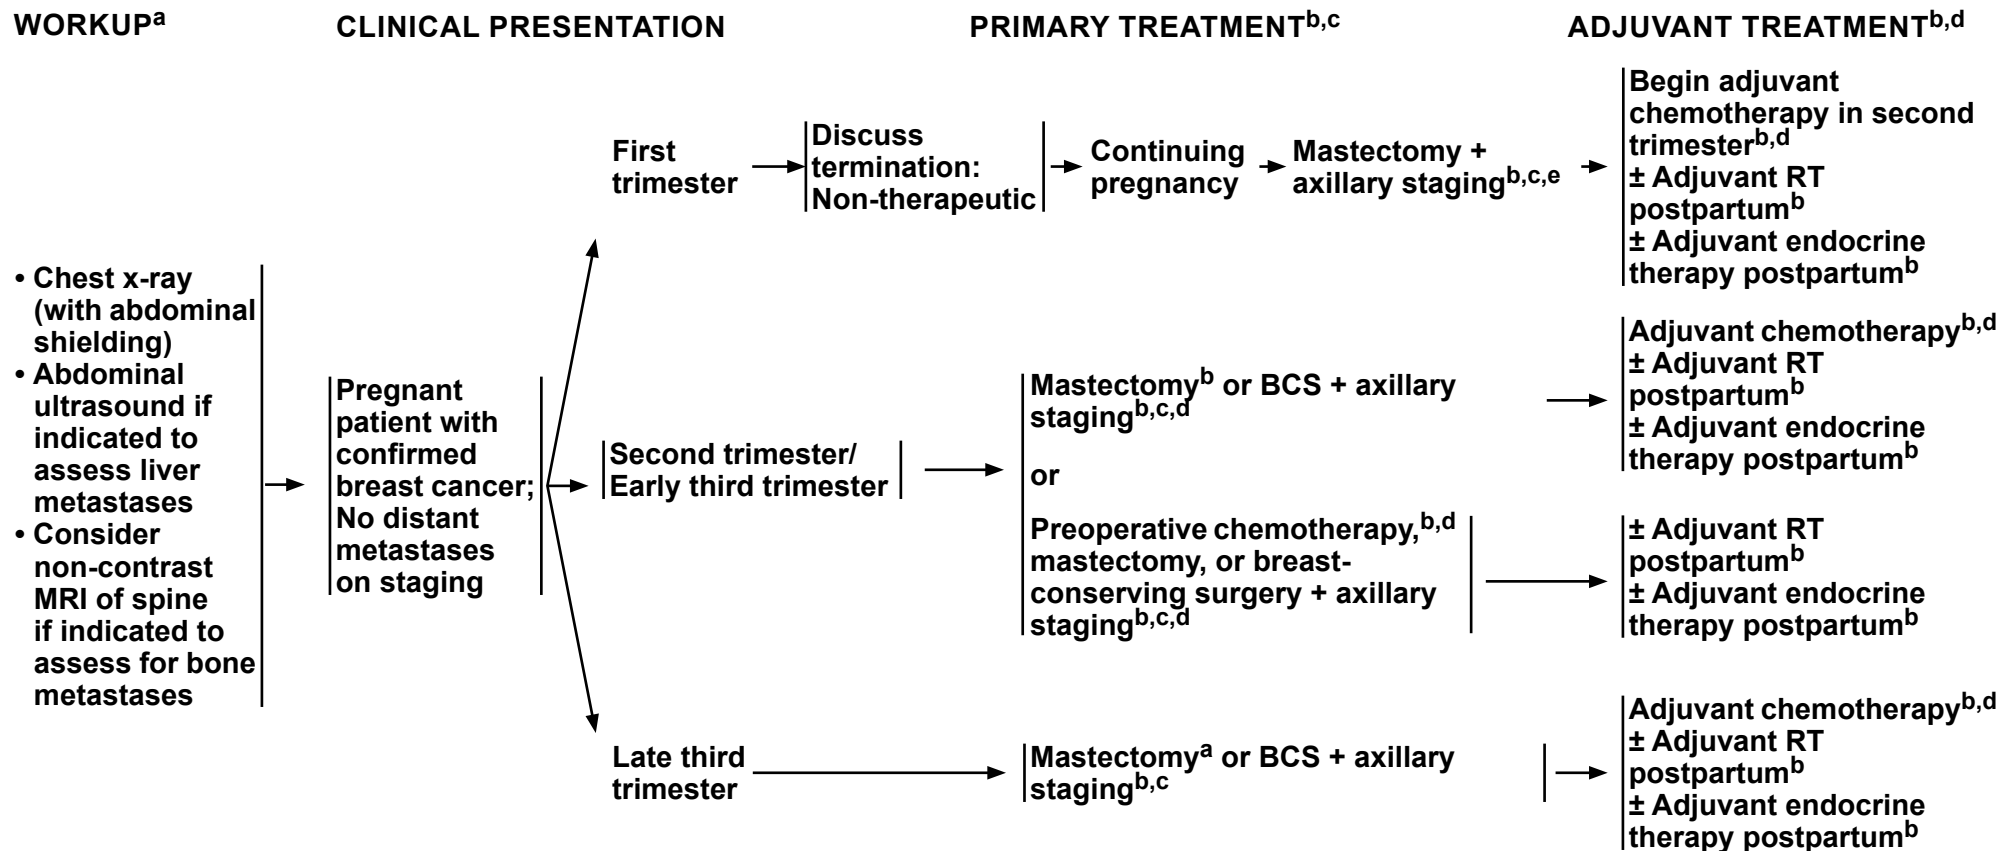 WORKUPa
CLINICAL PRESENTATION
PRIMARY TREATMENTb,c
ADJUVANT TREATMENTb,d
• Chest x-ray
(with abdominal
shielding)
• Abdominal
ultrasound if
indicated to
assess liver
metastases
• Consider
non-contrast
MRI of spine
if indicated to
assess for bone
metastases
Pregnant
patient with
confirmed
breast cancer;
No distant
metastases
on staging
First
trimester
Discuss
termination:
Non-therapeutic
Continuing
pregnancy
Mastectomy +
axillary stagingb,c,e
Begin adjuvant
chemotherapy in second
trimesterb,d
± Adjuvant RT
postpartumb
± Adjuvant endocrine
therapy postpartumb
Second trimester/
Early third trimester
Mastectomyb or BCS + axillary
stagingb,c,d
or
Preoperative chemotherapy,b,d
mastectomy, or breast-
conserving surgery + axillary
stagingb,c,d
Adjuvant chemotherapyb,d
± Adjuvant RT
postpartumb
± Adjuvant endocrine
therapy postpartumb
± Adjuvant RT
postpartumb
± Adjuvant endocrine
therapy postpartumb
Late third
trimester
Mastectomya or BCS + axillary
stagingb,c
Adjuvant chemotherapyb,d
± Adjuvant RT
postpartumb
± Adjuvant endocrine
therapy postpartumb